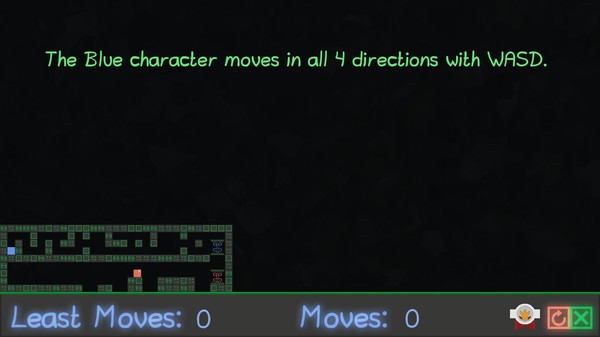 The Blue character moves in all 4 directions with WASD.
Least Moves: 0 Moves: 0